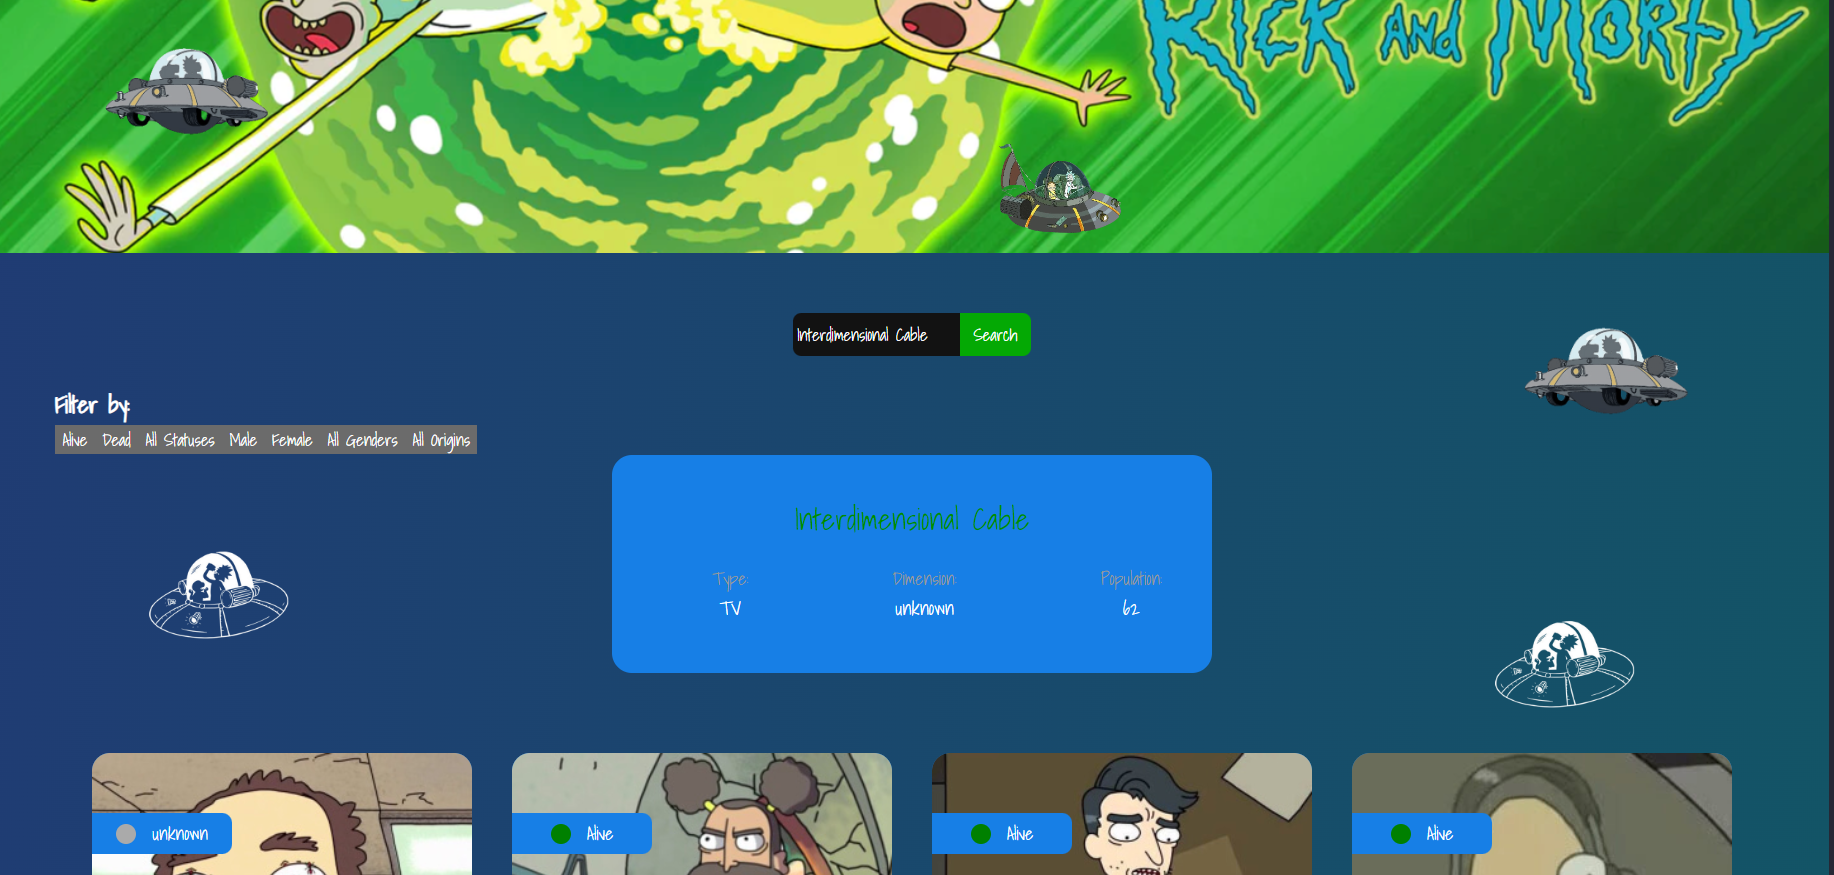 Rick and Morty
Interdimensional Cable
Search
Filter by:
Alive Dead All Statuses Male Female All Genders All Origins
Interdimensional Cable
Type: Dimension: Population:
TV unknown 62
unknown Alive Alive Alive